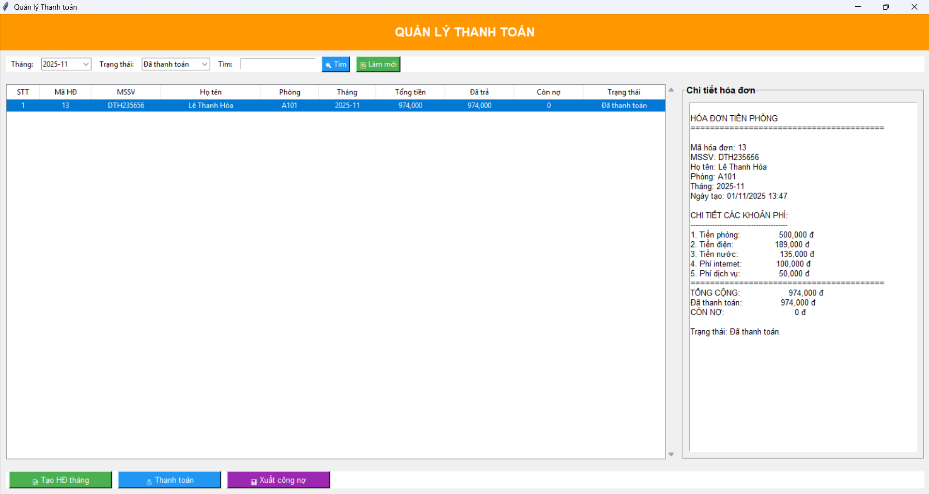 Quản lý Thanh toán
QUẢN LÝ THANH TOÁN
Tháng: 2025-11 Trạng thái: Đã thanh toán Tìm: Tìm Làm mới
STT Mã HĐ MSSV Họ tên Phòng Tháng Tổng tiền Đã trả Còn nợ Trạng thái
1 13 DTH235656 Lê Thanh Hòa A101 2025-11 974,000 974,000 0 Đã thanh toán
Chi tiết hóa đơn
HÓA ĐƠN TIỀN PHÒNG
========================================
Mã hóa đơn: 13
MSSV: DTH235656
Họ tên: Lê Thanh Hòa
Phòng: A101
Tháng: 2025-11
Ngày tạo: 01/11/2025 13:47
CHI TIẾT CÁC KHOẢN PHÍ:
----------------------------------------
1. Tiền phòng: 500,000 đ
2. Tiền điện: 189,000 đ
3. Tiền nước: 135,000 đ
4. Phí internet: 100,000 đ
5. Phí dịch vụ: 50,000 đ
========================================
TỔNG CỘNG: 974,000 đ
Đã thanh toán: 974,000 đ
CÒN NỢ: 0 đ
Trạng thái: Đã thanh toán
Tạo HĐ tháng Thanh toán Xuất công nợ